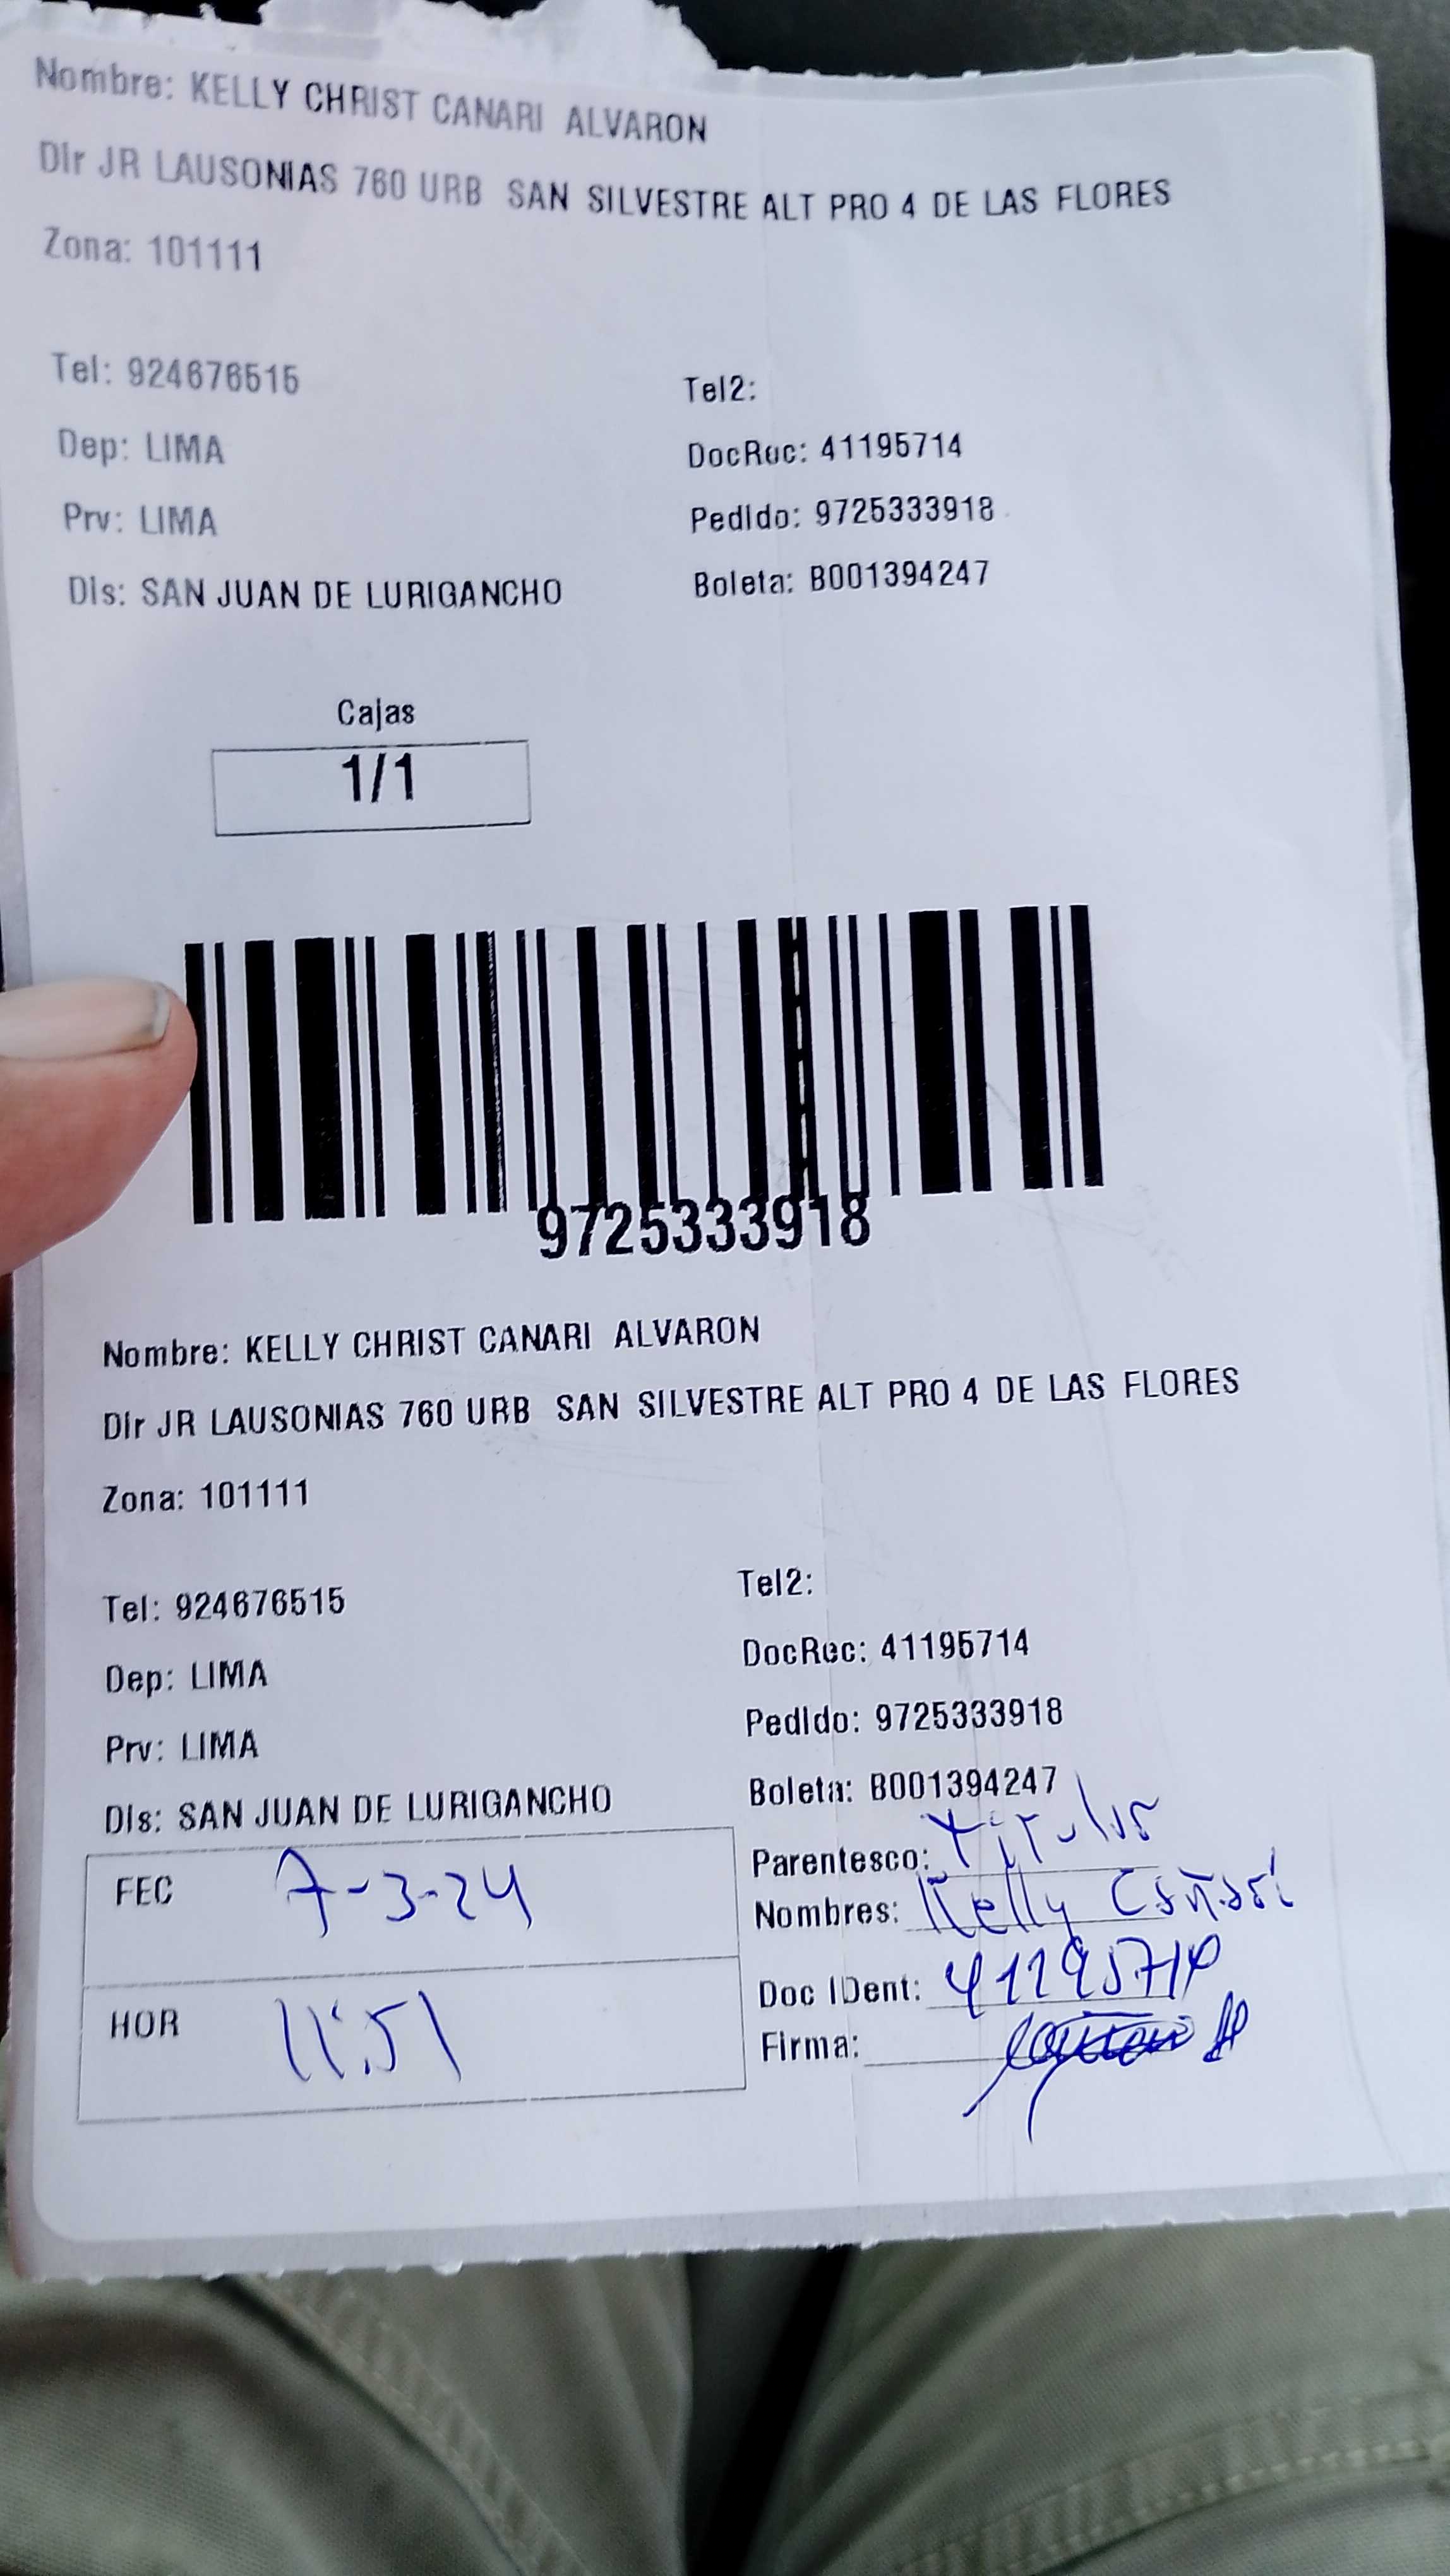 Nombre: KELLY CHRIST CANARI ALVARON
Dir JR LAUSONIAS 760 URB SAN SILVESTRE ALT PRO 4 DE LAS FLORES
Zona: 101111
Tel: 924676515 Tel2:
Dep: LIMA DocRec: 41195714
Prv: LIMA Pedido: 9725333918
Dis: SAN JUAN DE LURIGANCHO Boleta: B001394247
Cajas
1/1
9725333918
Nombre: KELLY CHRIST CANARI ALVARON
Dir JR LAUSONIAS 760 URB SAN SILVESTRE ALT PRO 4 DE LAS FLORES
Zona: 101111
Tel: 924676515 Tel2:
Dep: LIMA DocRec: 41195714
Prv: LIMA Pedido: 9725333918
Dis: SAN JUAN DE LURIGANCHO Boleta: B001394247
FEC 7-3-24
HOR 11:51
Parentesco: Titular
Nombres: Kelly Cañari
Doc IDent: 41195714
Firma: